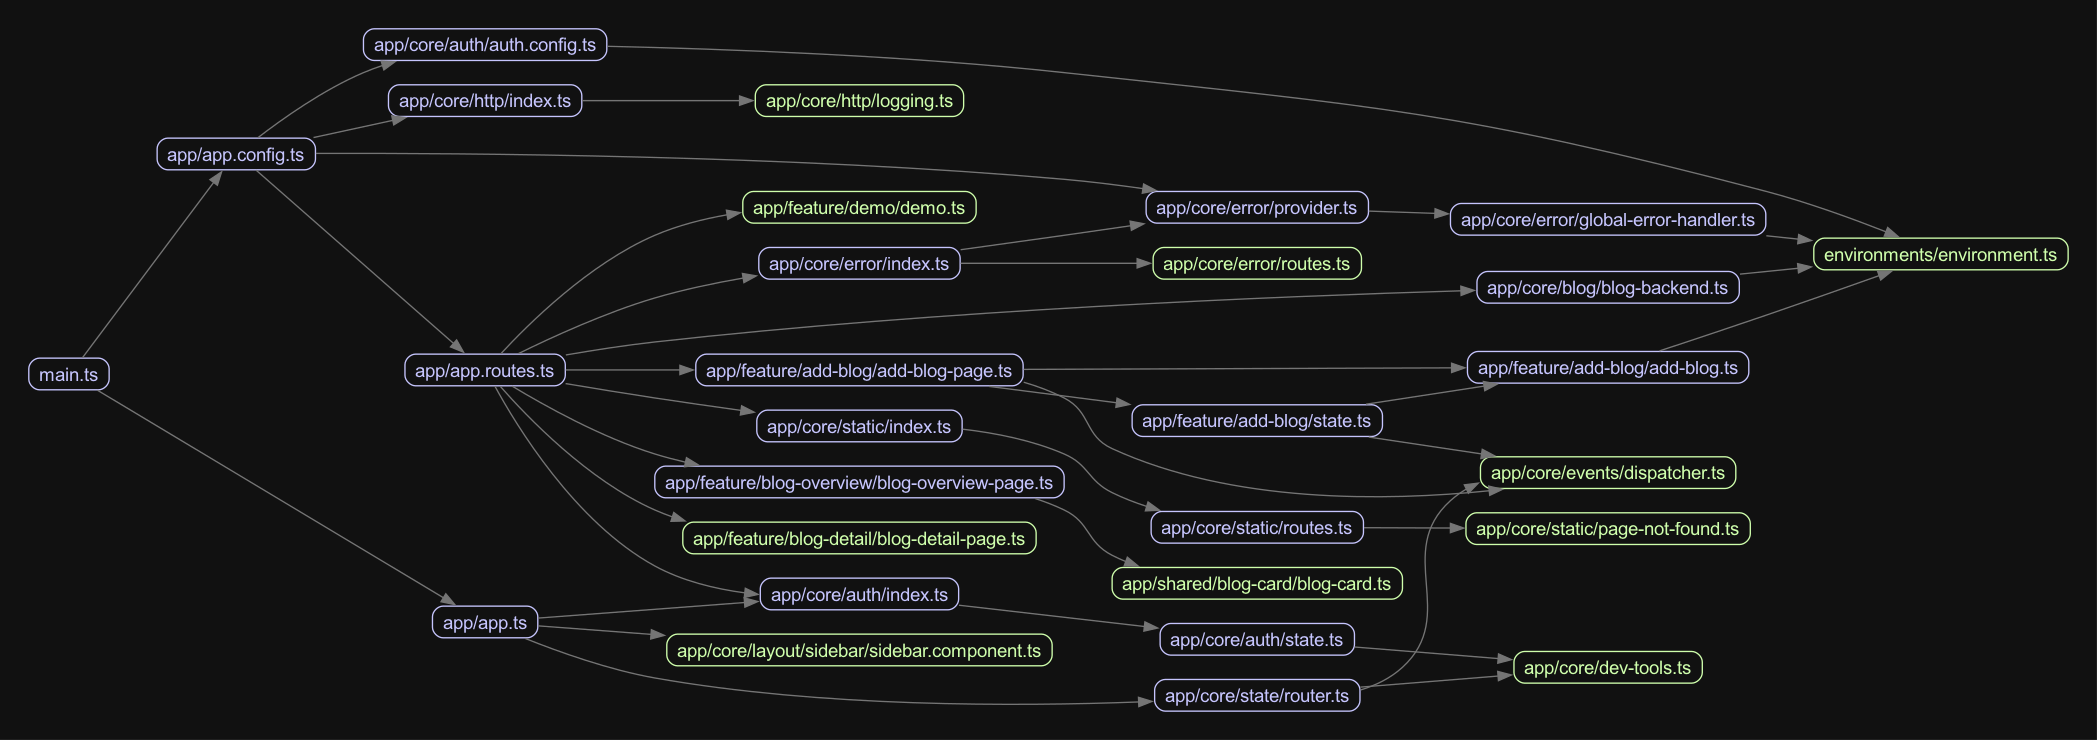 app/core/auth/auth.config.ts
app/core/http/index.ts
app/core/http/logging.ts
app/app.config.ts
app/feature/demo/demo.ts
app/core/error/provider.ts
app/core/error/global-error-handler.ts
app/core/error/index.ts
app/core/error/routes.ts
environments/environment.ts
app/core/blog/blog-backend.ts
main.ts
app/app.routes.ts
app/feature/add-blog/add-blog-page.ts
app/feature/add-blog/add-blog.ts
app/core/static/index.ts
app/feature/add-blog/state.ts
app/feature/blog-overview/blog-overview-page.ts
app/core/events/dispatcher.ts
app/feature/blog-detail/blog-detail-page.ts
app/core/static/routes.ts
app/core/static/page-not-found.ts
app/shared/blog-card/blog-card.ts
app/core/auth/index.ts
app/app.ts
app/core/layout/sidebar/sidebar.component.ts
app/core/auth/state.ts
app/core/dev-tools.ts
app/core/state/router.ts